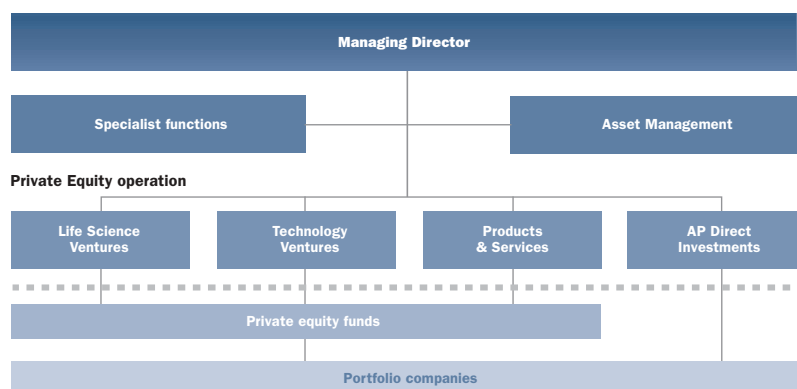 Managing Director
Specialist functions
Asset Management
Private Equity operation
Life Science
Ventures
Technology
Ventures
Products
& Services
AP Direct
Investments
Private equity funds
Portfolio companies